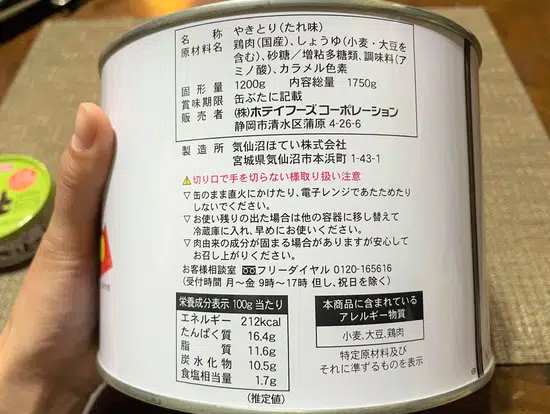 名称 やきとり(たれ味)
原材料名 鶏肉(国産)、しょうゆ(小麦・大豆を
含む)、砂糖/増粘多糖類、調味料(ア
ミノ酸)、カラメル色素
固形量 1200g 内容総量 1750g
賞味期限 缶ぶたに記載
販売者 (株)ホテイフーズコーポレーション
静岡市清水区蒲原 4-26-6
製造所 気仙沼ほてい株式会社
宮城県気仙沼市本浜町 1-43-1
⚠切り口で手を切らない様取り扱い注意
▽缶のまま直火にかけたり、電子レンジであたためたり
しないでください。
▽お使い残りの出た場合は他の容器に移し替えて
冷蔵庫に入れ、早めにお使いください。
▽肉由来の成分が固まる場合がありますが安心して
お召し上がりください。
お客様相談室 フリーダイヤル 0120-165616
(受付時間 月~金 9時~17時 但し、祝日を除く)
栄養成分表示 100g当たり
エネルギー 212kcal
たんぱく質 16.4g
脂質 11.6g
炭水化物 10.5g
食塩相当量 1.7g
(推定値)
本商品に含まれている
アレルギー物質
小麦、大豆、鶏肉
特定原材料及び
それに準ずるものを表示